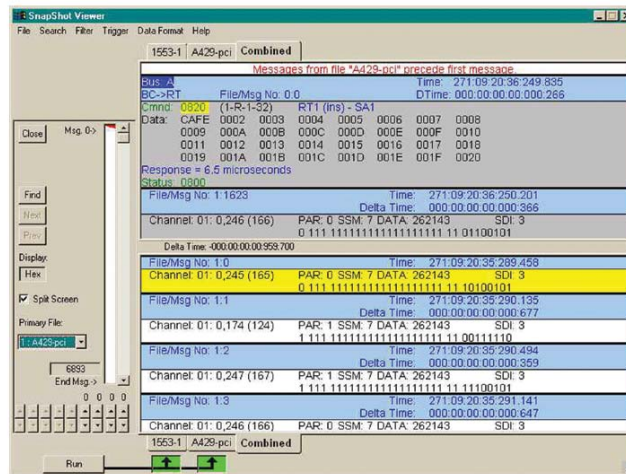 SnapShot Viewer
File Search Filter Trigger Data Format Help
1553-1 A429-pci Combined
Messages from file "A429-pci" precede first message.
Bus: A Time: 271:09:20:36:249.835
BC->RT File/Msg No: 0:0 DTime: 000:00:00:00:000.266
Cmnd: 0820 (1-R-1-32) RT1 (ins) - SA1
Data: CAFE 0002 0003 0004 0005 0006 0007 0008
0009 000A 000B 000C 000D 000E 000F 0010
0011 0012 0013 0014 0015 0016 0017 0018
0019 001A 001B 001C 001D 001E 001F 0020
Response = 6.5 microseconds
Status: 0800
File/Msg No: 1:1623 Time: 271:09:20:36:250.201
Delta Time: 000:00:00:00:000:366
Channel: 01: 0,246 (166) PAR: 0 SSM: 7 DATA: 262143 SDI: 3
0 111 1111111111111111111 11 01100101
Delta Time: -000:00:00:00:959:700
File/Msg No: 1:0 Time: 271:09:20:35:289.458
Channel: 01: 0,245 (165) PAR: 0 SSM: 7 DATA: 262143 SDI: 3
0 111 1111111111111111111 11 10100101
File/Msg No: 1:1 Time: 271:09:20:35:290.135
Delta Time: 000:00:00:00:000:677
Channel: 01: 0,174 (124) PAR: 1 SSM: 7 DATA: 262143 SDI: 3
1 111 1111111111111111111 11 00111110
File/Msg No: 1:2 Time: 271:09:20:35:290.494
Delta Time: 000:00:00:00:000:359
Channel: 01: 0,247 (167) PAR: 0 SSM: 7 DATA: 262143 SDI: 3
1 111 1111111111111111111 11 11100101
File/Msg No: 1:3 Time: 271:09:20:35:291.141
Delta Time: 000:00:00:00:000:647
Channel: 01: 0,246 (166) PAR: 0 SSM: 7 DATA: 262143 SDI: 3
1553-1 A429-pci Combined
Close Msg. 0->
Find
Next
Prev
Display:
Hex
Split Screen
Primary File:
1 : A429-pci
6893
End Msg.->
0 0 0 0
Run